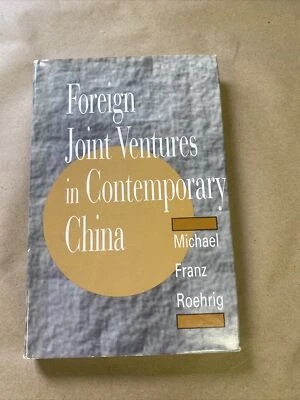 Foreign
Joint Ventures
in Contemporary
China
Michael
Franz
Roehrig